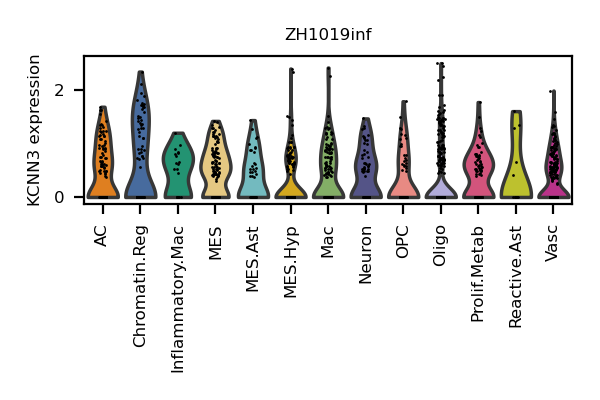 ZH1019inf
KCNN3 expression
2
0
AC
Chromatin.Reg
Inflammatory.Mac
MES
MES.Ast
MES.Hyp
Mac
Neuron
OPC
Oligo
Prolif.Metab
Reactive.Ast
Vasc